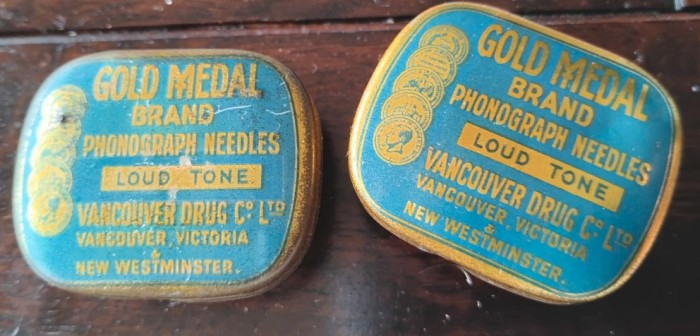 GOLD MEDAL
BRAND
PHONOGRAPH NEEDLES
LOUD TONE.
VANCOUVER DRUG Cº LTD
VANCOUVER, VICTORIA
&
NEW WESTMINSTER.
GOLD MEDAL
BRAND
PHONOGRAPH NEEDLES
LOUD TONE
VANCOUVER DRUG Cº LTD
VANCOUVER, VICTORIA
&
NEW WESTMINSTER.